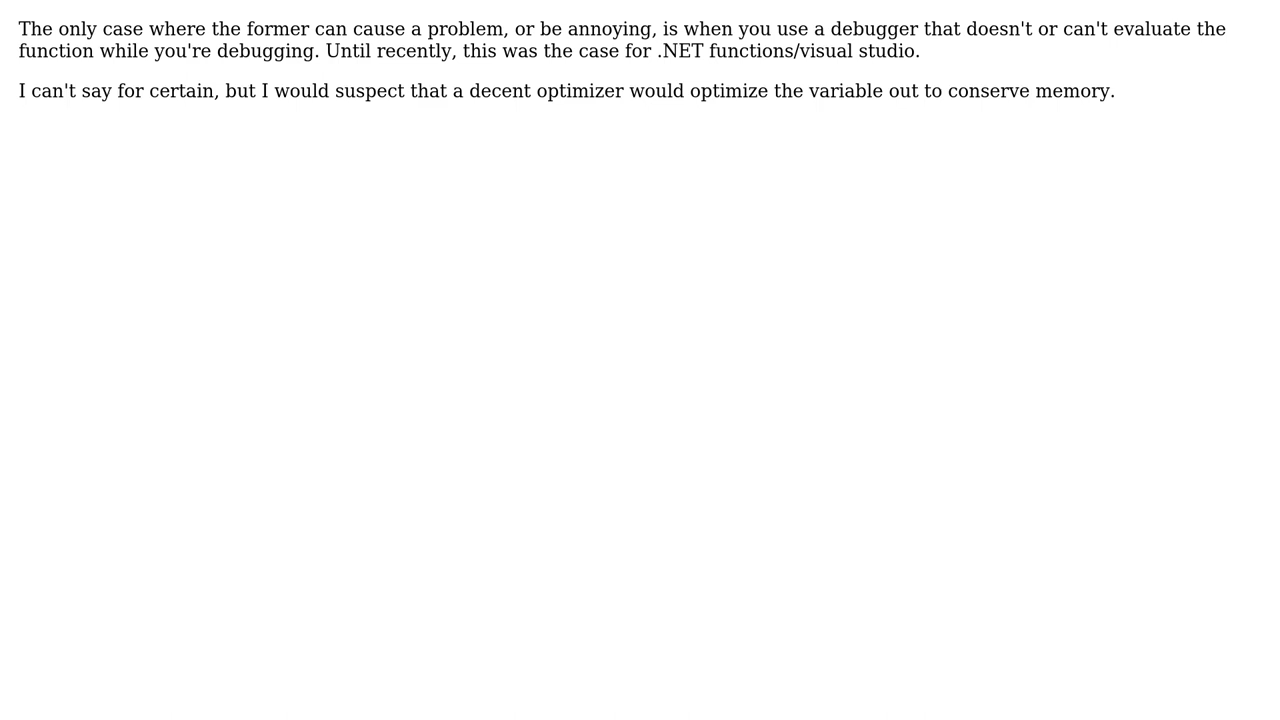 The only case where the former can cause a problem, or be annoying, is when you use a debugger that doesn't or can't evaluate the
function while you're debugging. Until recently, this was the case for .NET functions/visual studio.
I can't say for certain, but I would suspect that a decent optimizer would optimize the variable out to conserve memory.